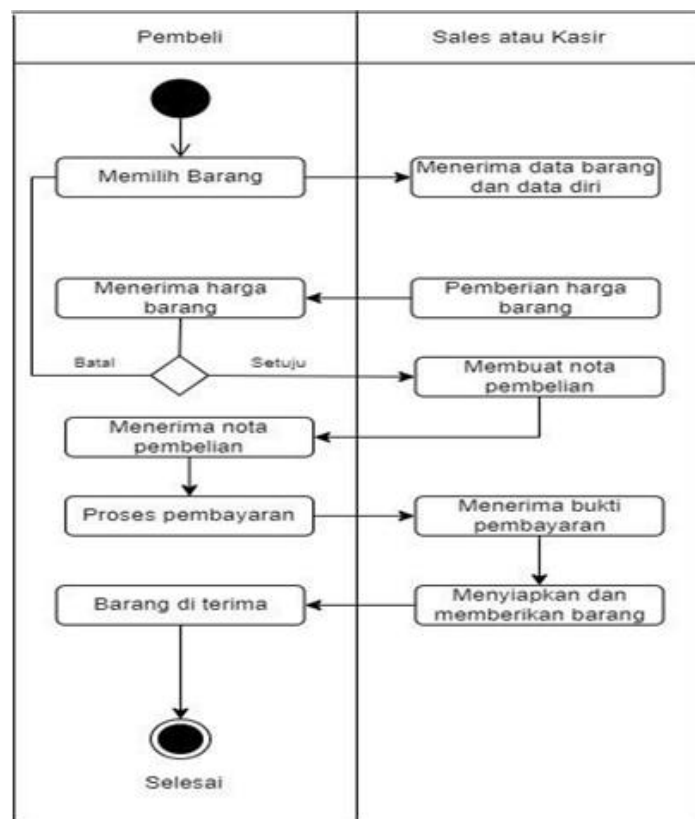 Pembeli
Sales atau Kasir
Memilih Barang
Menerima data barang
dan data diri
Menerima harga
barang
Pemberian harga
barang
Batal
Setuju
Membuat nota
pembelian
Menerima nota
pembelian
Proses pembayaran
Menerima bukti
pembayaran
Barang di terima
Menyiapkan dan
memberikan barang
Selesai